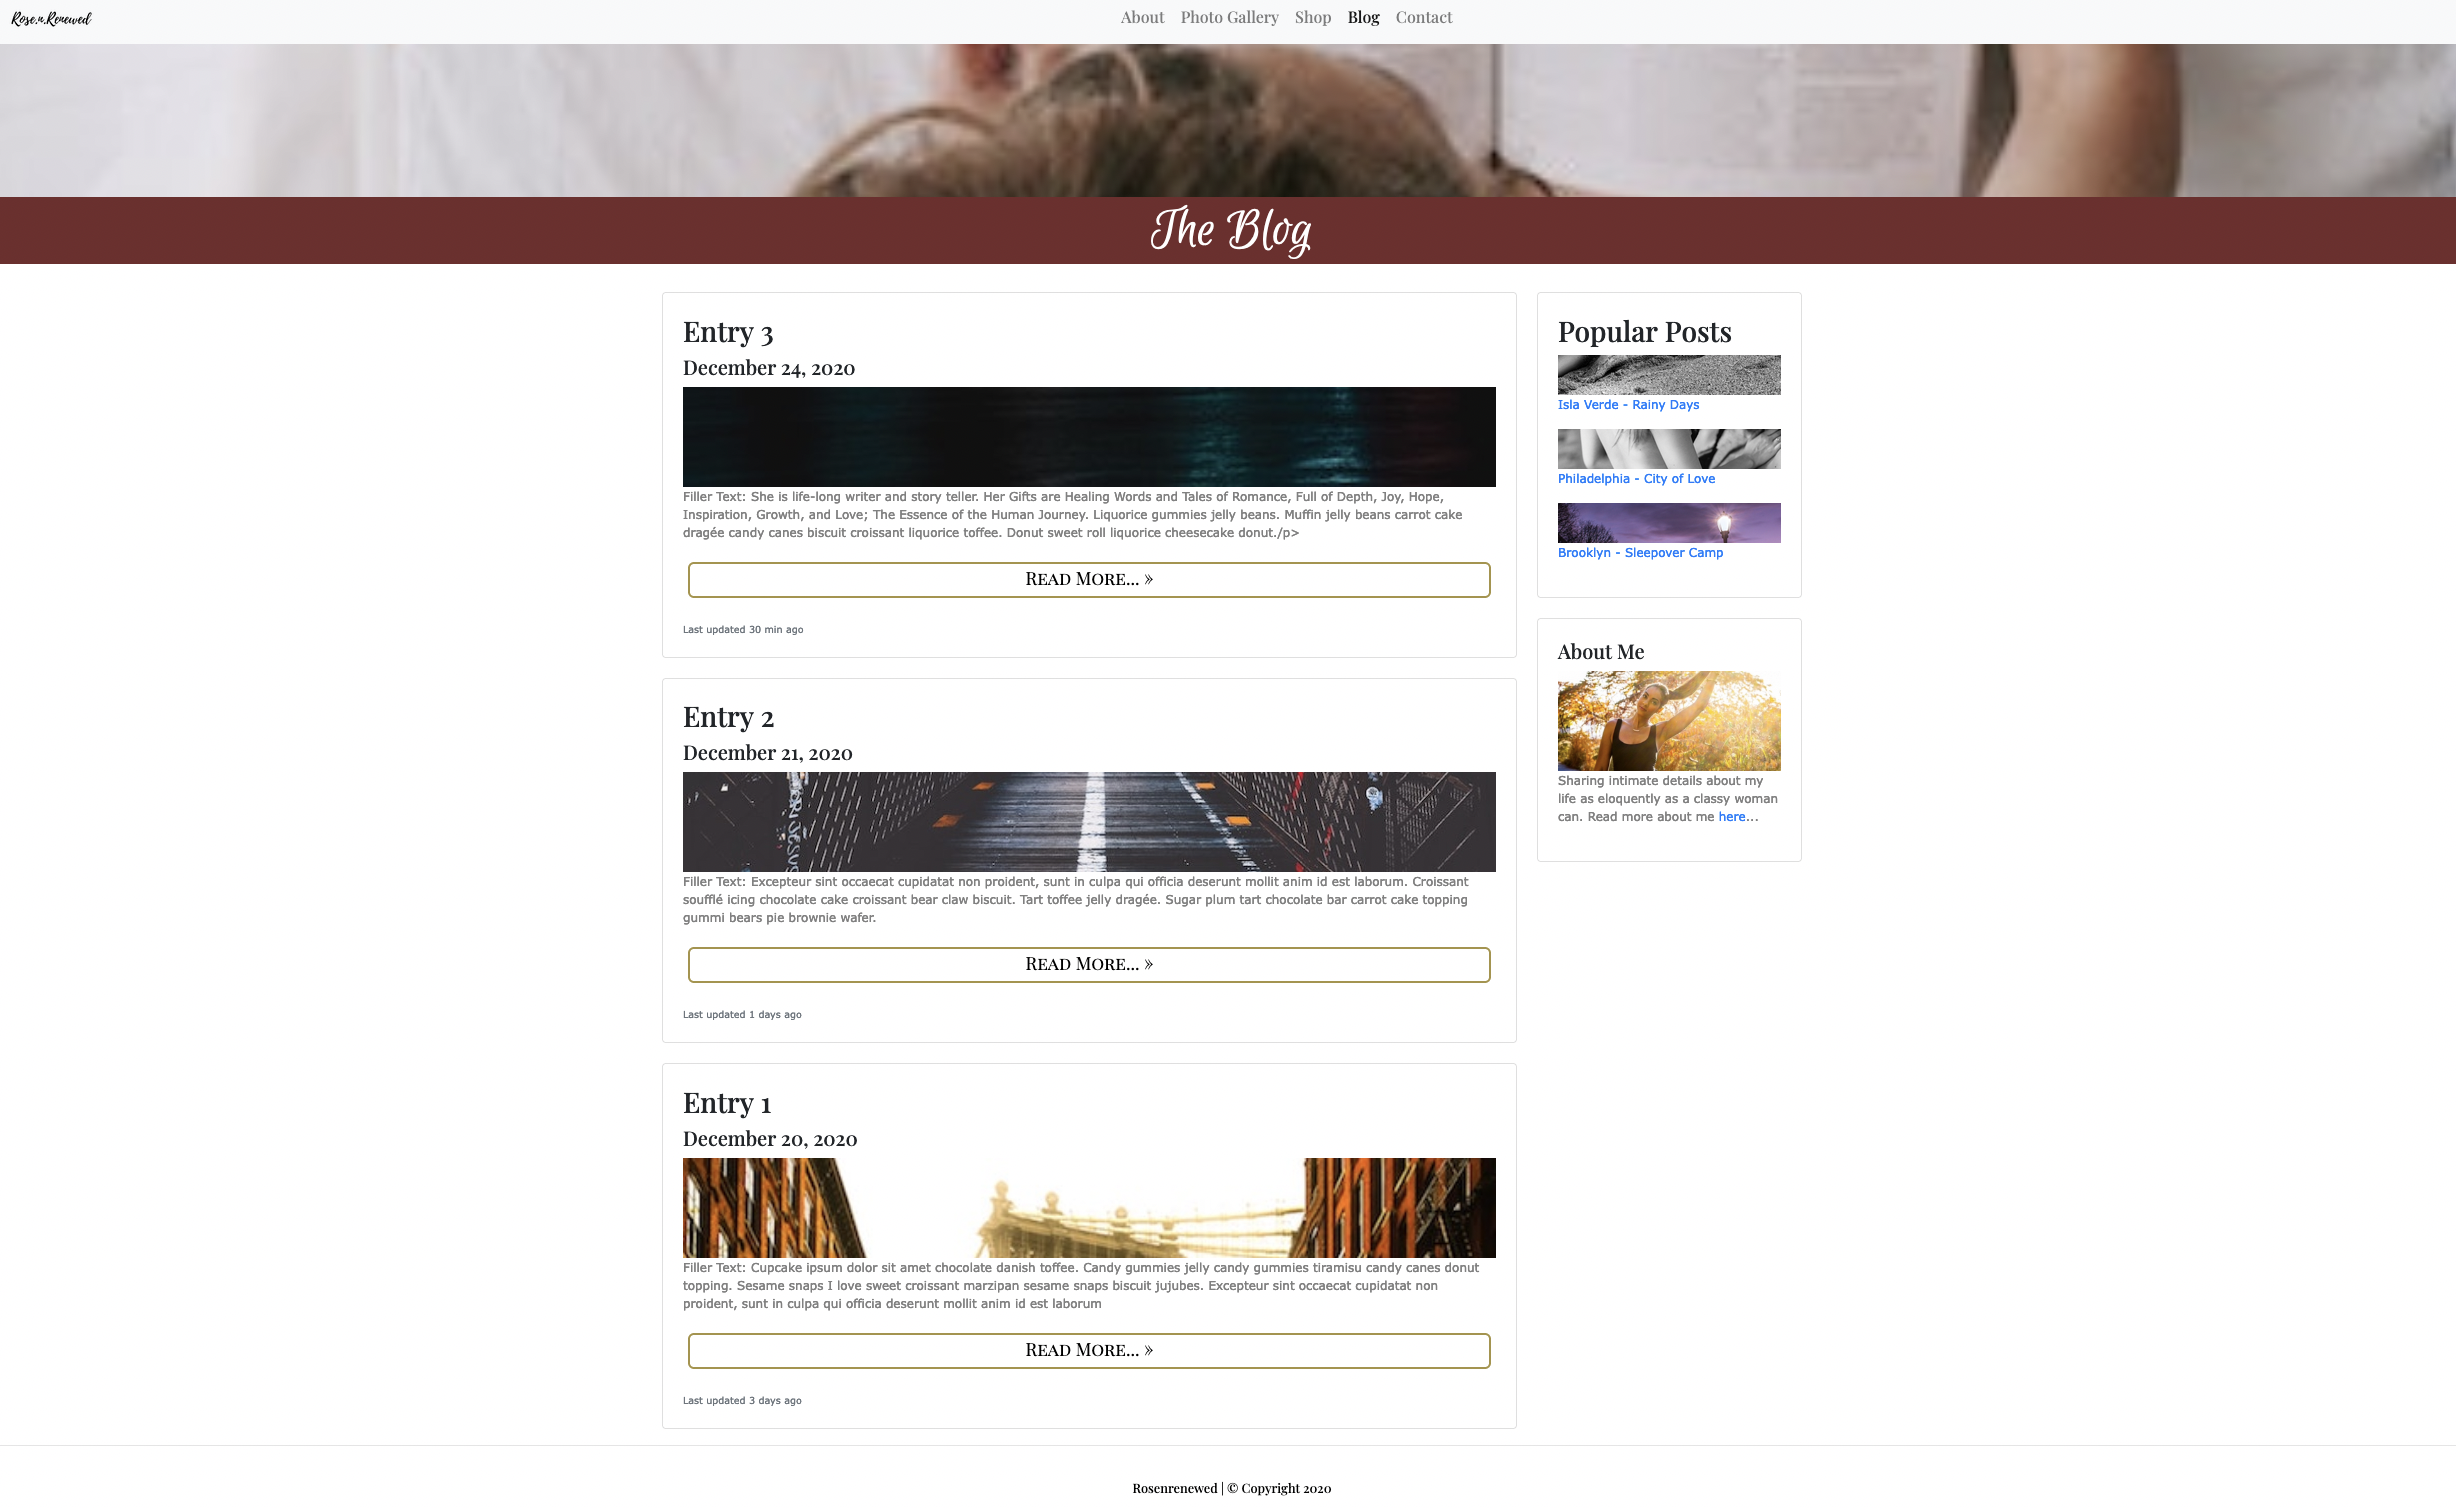 Rose.n.Renewed
About Photo Gallery Shop Blog Contact
The Blog
Entry 3
December 24, 2020
Filler Text: She is life-long writer and story teller. Her Gifts are Healing Words and Tales of Romance, Full of Depth, Joy, Hope,
Inspiration, Growth, and Love; The Essence of the Human Journey. Liquorice gummies jelly beans. Muffin jelly beans carrot cake
dragée candy canes biscuit croissant liquorice toffee. Donut sweet roll liquorice cheesecake donut./p>
Read More... »
Last updated 30 min ago
Entry 2
December 21, 2020
Filler Text: Excepteur sint occaecat cupidatat non proident, sunt in culpa qui officia deserunt mollit anim id est laborum. Croissant
soufflé icing chocolate cake croissant bear claw biscuit. Tart toffee jelly dragée. Sugar plum tart chocolate bar carrot cake topping
gummi bears pie brownie wafer.
Read More... »
Last updated 1 days ago
Entry 1
December 20, 2020
Filler Text: Cupcake ipsum dolor sit amet chocolate danish toffee. Candy gummies jelly candy gummies tiramisu candy canes donut
topping. Sesame snaps I love sweet croissant marzipan sesame snaps biscuit jujubes. Excepteur sint occaecat cupidatat non
proident, sunt in culpa qui officia deserunt mollit anim id est laborum
Read More... »
Last updated 3 days ago
Popular Posts
Isla Verde - Rainy Days
Philadelphia - City of Love
Brooklyn - Sleepover Camp
About Me
Sharing intimate details about my
life as eloquently as a classy woman
can. Read more about me here...
Rosenrenewed | © Copyright 2020